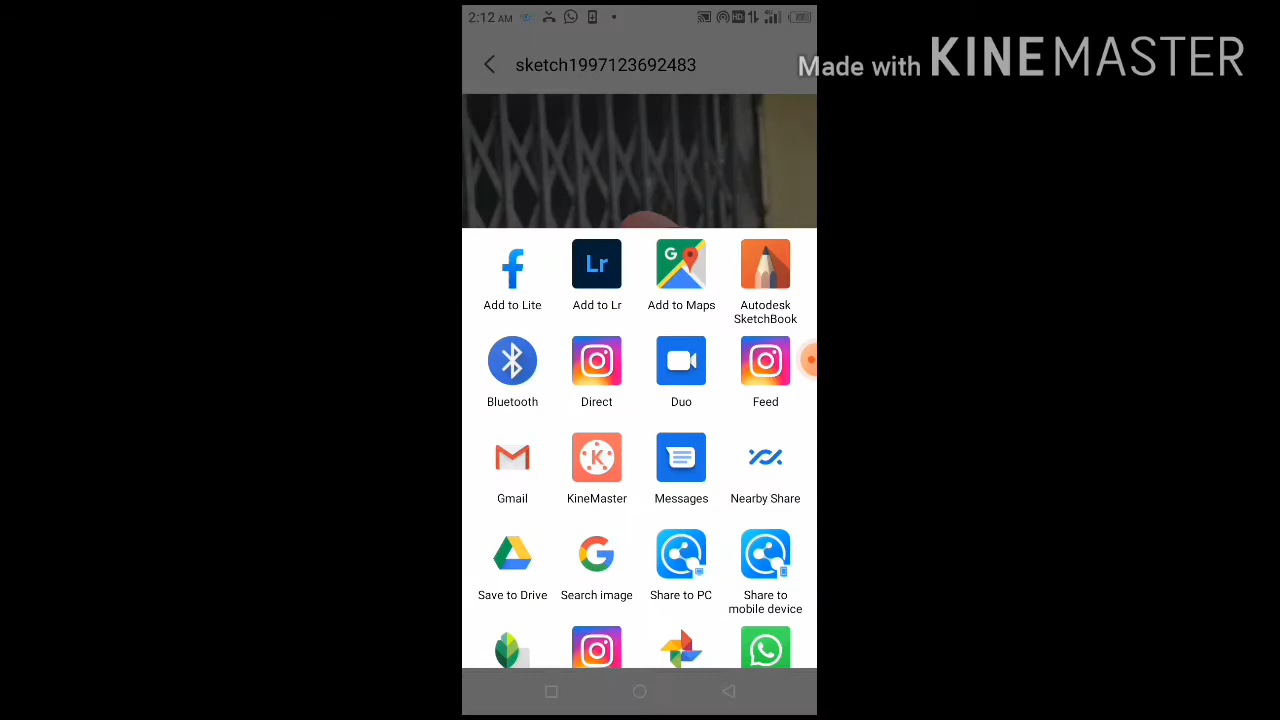 2:12 AM
HD
sketch1997123692483
Made with KINEMASTER
Lr
G
Add to Lite
Add to Lr
Add to Maps
Autodesk
SketchBook
Bluetooth
Direct
Duo
Feed
K
Gmail
KineMaster
Messages
Nearby Share
Save to Drive
Search image
Share to PC
Share to
mobile device